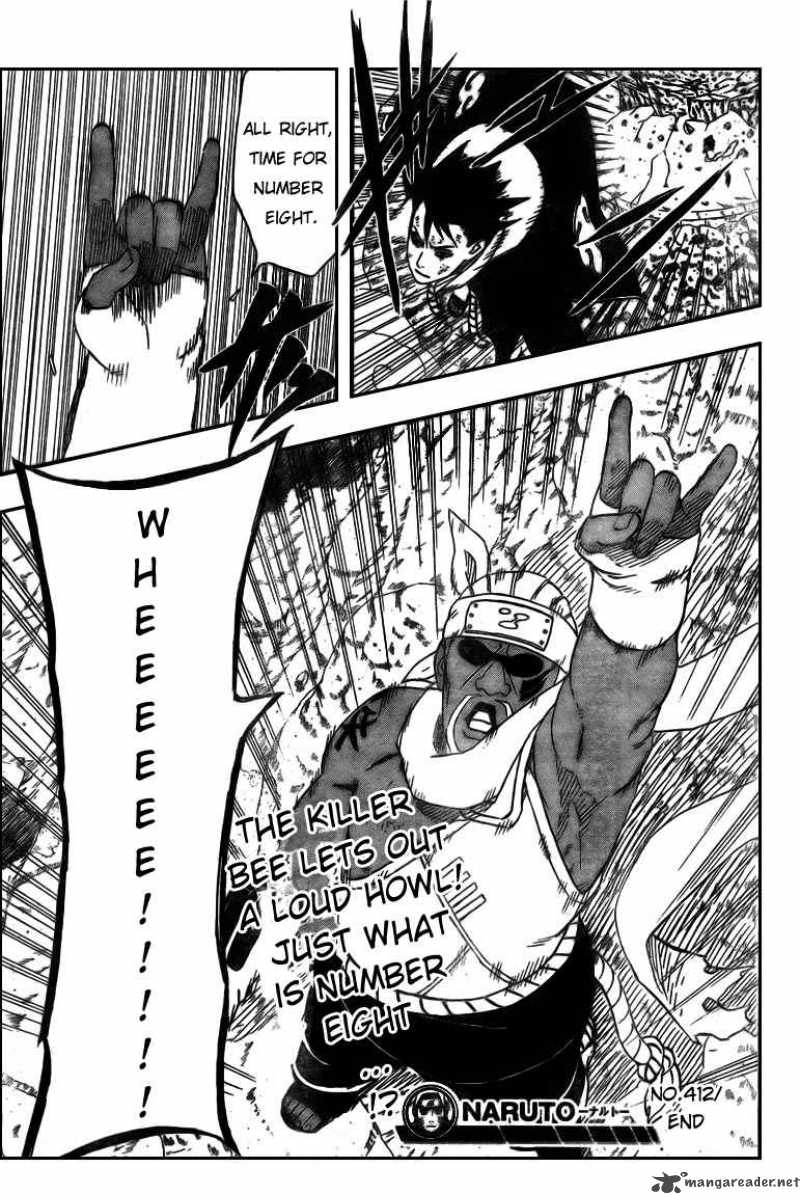 ALL RIGHT,
TIME FOR
NUMBER
EIGHT.
WHEEEEEE!!!!!
THE KILLER
BEE LETS OUT
A LOUD HOWL!
JUST WHAT
IS NUMBER
EIGHT
...
!?
NARUTO -ナルト-
NO.412/
END
mangareader.net